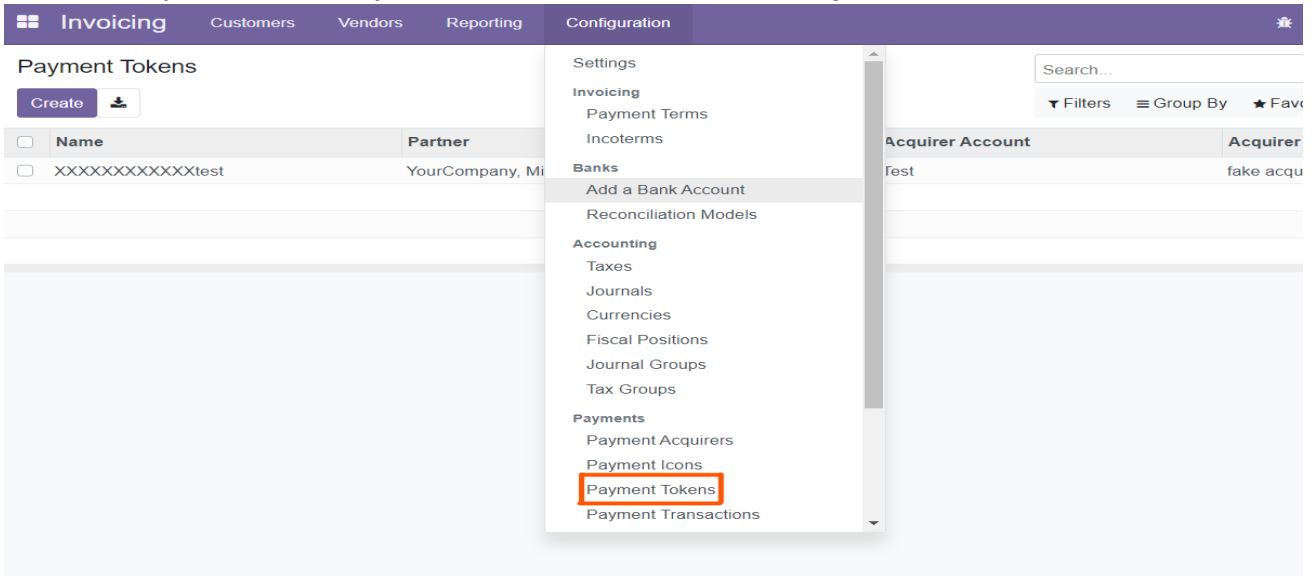 Invoicing Customers Vendors Reporting Configuration
Payment Tokens
Create
Search...
Filters Group By Favo
Name Partner Acquirer Account Acquirer
XXXXXXXXXXXXtest YourCompany, Mi Test fake acqu
Settings
Invoicing
Payment Terms
Incoterms
Banks
Add a Bank Account
Reconciliation Models
Accounting
Taxes
Journals
Currencies
Fiscal Positions
Journal Groups
Tax Groups
Payments
Payment Acquirers
Payment Icons
Payment Tokens
Payment Transactions